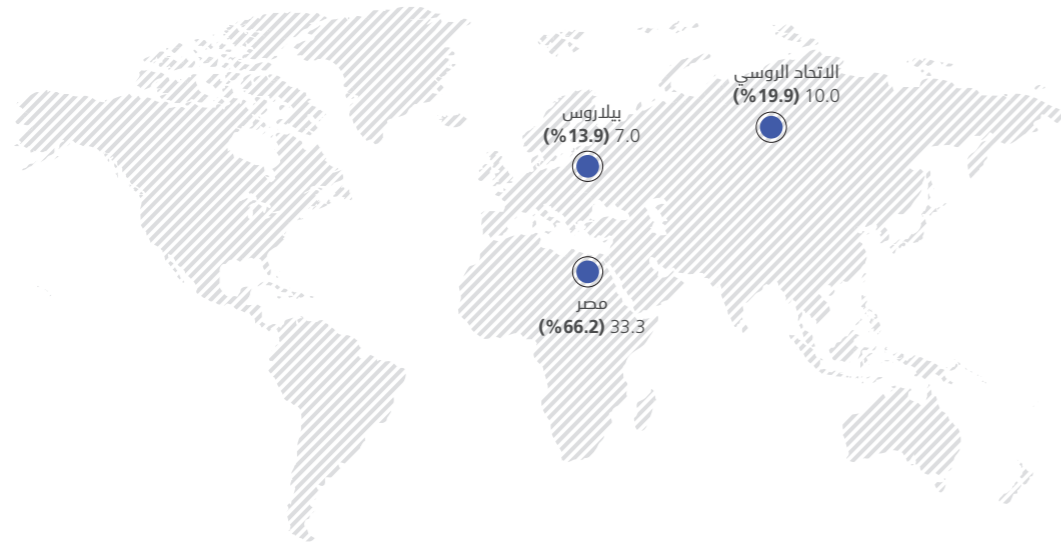 الاتحاد الروسي
10.0 (%19.9)
بيلاروس
7.0 (%13.9)
مصر
33.3 (%66.2)